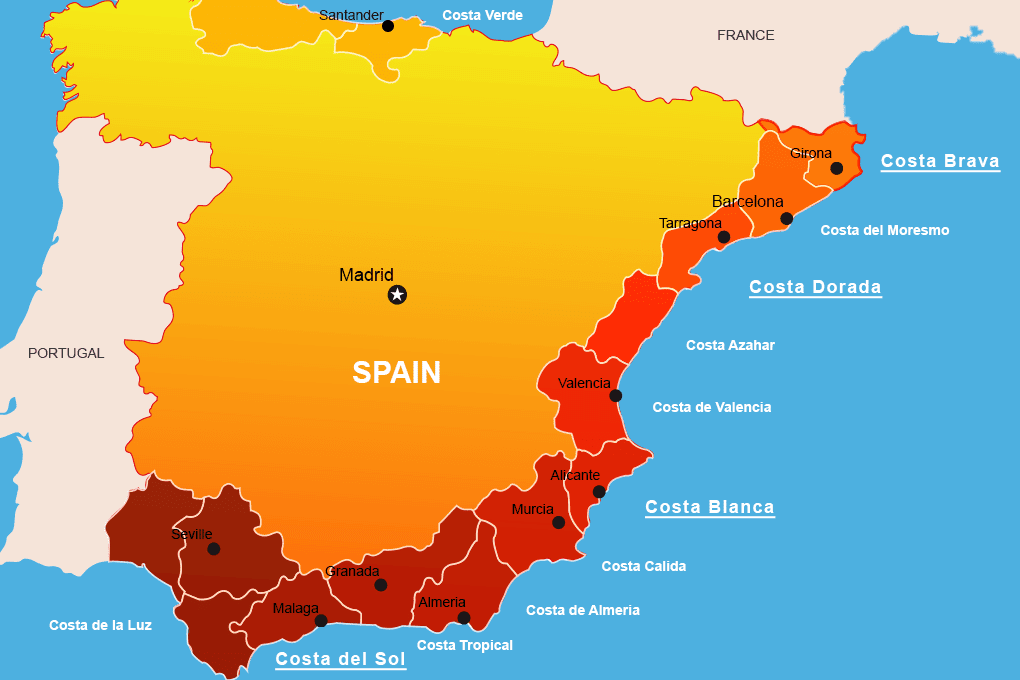 Santander
Costa Verde
FRANCE
Girona
Costa Brava
Barcelona
Tarragona
Costa del Moresmo
Madrid
Costa Dorada
PORTUGAL
Costa Azahar
SPAIN
Valencia
Costa de Valencia
Alicante
Murcia
Costa Blanca
Seville
Costa Calida
Granada
Almeria
Malaga
Costa de Almeria
Costa de la Luz
Costa Tropical
Costa del Sol